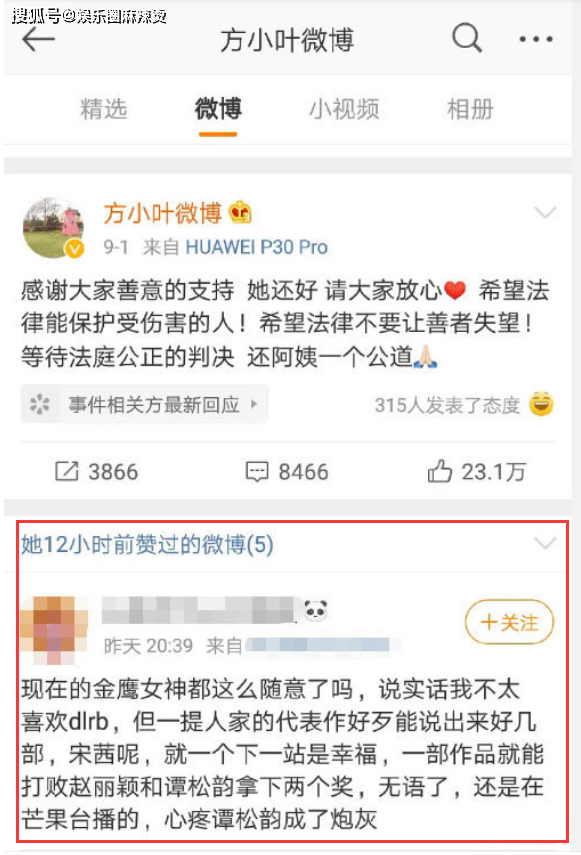 搜狐号@娱乐圈麻辣烫
方小叶微博
精选 微博 小视频 相册
方小叶微博
9-1 来自 HUAWEI P30 Pro
感谢大家善意的支持 她还好 请大家放心❤️ 希望法
律能保护受伤害的人！希望法律不要让善者失望！
等待法庭公正的判决 还阿姨一个公道🙏🏻
事件相关方最新回应
315人发表了态度
3866 8466 23.1万
她12小时前赞过的微博(5)
昨天 20:39 来自
+关注
现在的金鹰女神都这么随意了吗，说实话我不太
喜欢dlrb，但一提人家的代表作好歹能说出来好几
部，宋茜呢，就一个下一站是幸福，一部作品就能
打败赵丽颖和谭松韵拿下两个奖，无语了，还是在
芒果台播的，心疼谭松韵成了炮灰